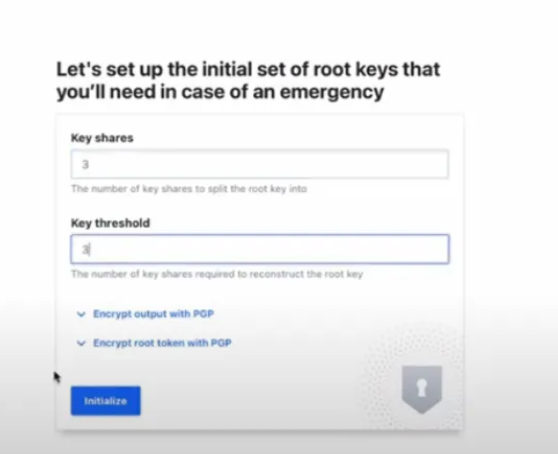 Let's set up the initial set of root keys that
you'll need in case of an emergency
Key shares
3
The number of key shares to split the root key into
Key threshold
3
The number of key shares required to reconstruct the root key
Encrypt output with PGP
Encrypt root token with PGP
Initialize